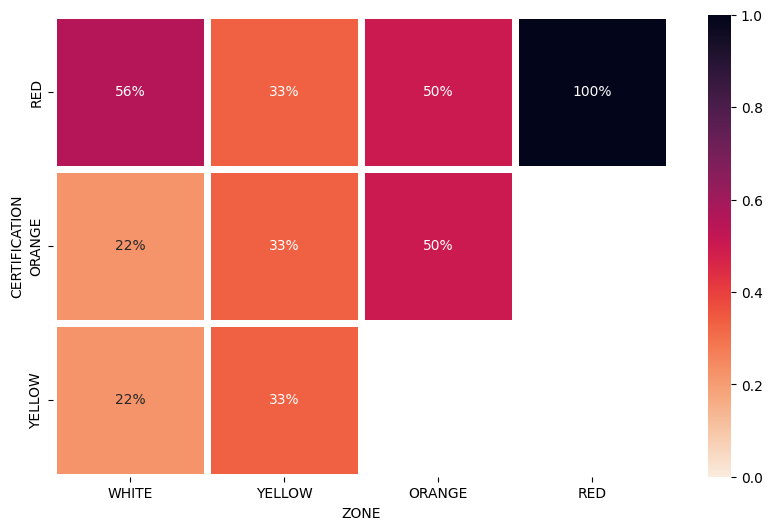 1.0
RED
56%
33%
50%
100%
0.8
0.6
CERTIFICATION
ORANGE
22%
33%
50%
0.4
YELLOW
22%
33%
0.2
0.0
WHITE
YELLOW
ORANGE
RED
ZONE